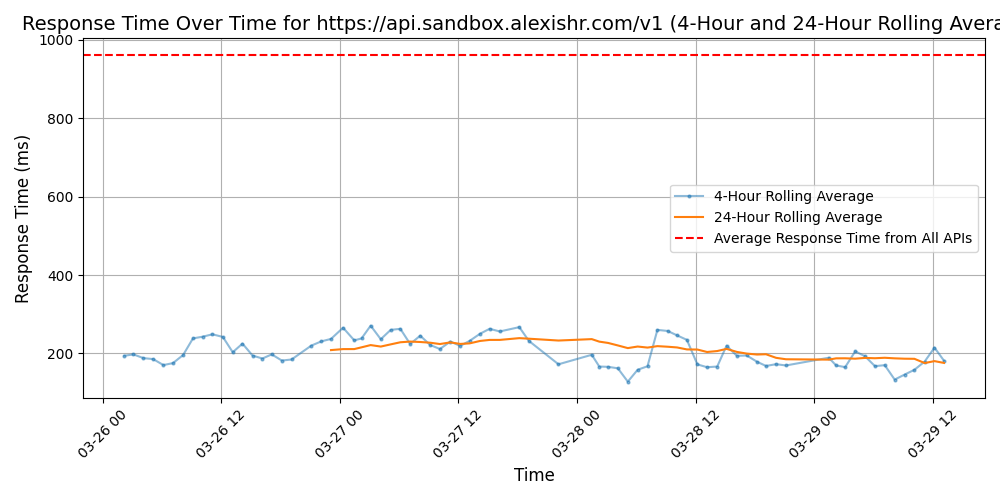 Response Time Over Time for https://api.sandbox.alexishr.com/v1 (4-Hour and 24-Hour Rolling Avera
Response Time (ms)
1000
800
600
400
200
4-Hour Rolling Average
24-Hour Rolling Average
Average Response Time from All APIs
03-26 00
03-26 12
03-27 00
03-27 12
03-28 00
03-28 12
03-29 00
03-29 12
Time